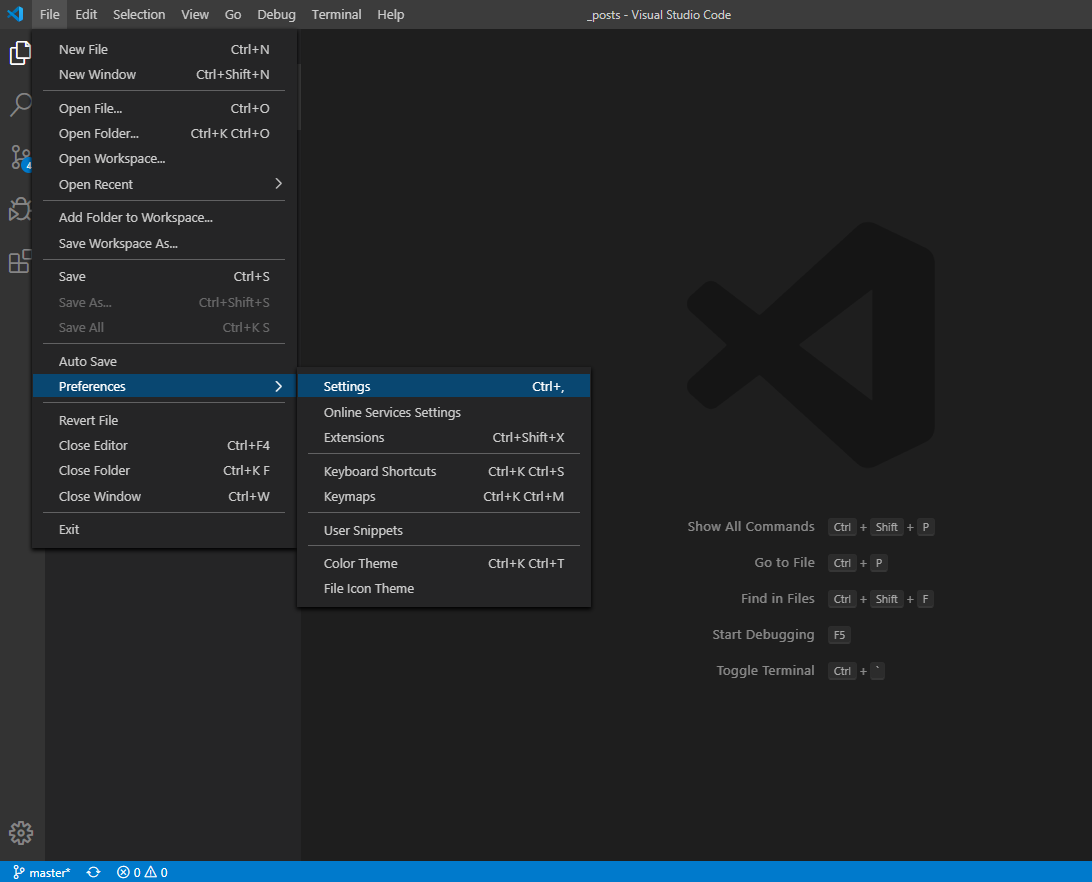 File Edit Selection View Go Debug Terminal Help _posts - Visual Studio Code
New File Ctrl+N
New Window Ctrl+Shift+N
Open File... Ctrl+O
Open Folder... Ctrl+K Ctrl+O
Open Workspace...
Open Recent
Add Folder to Workspace...
Save Workspace As...
Save Ctrl+S
Save As... Ctrl+Shift+S
Save All Ctrl+K S
Auto Save
Preferences
Revert File
Close Editor Ctrl+F4
Close Folder Ctrl+K F
Close Window Ctrl+W
Exit
Settings Ctrl+,
Online Services Settings
Extensions Ctrl+Shift+X
Keyboard Shortcuts Ctrl+K Ctrl+S
Keymaps Ctrl+K Ctrl+M
User Snippets
Color Theme Ctrl+K Ctrl+T
File Icon Theme
Show All Commands Ctrl + Shift + P
Go to File Ctrl + P
Find in Files Ctrl + Shift + F
Start Debugging F5
Toggle Terminal Ctrl + `
4
master* 0 0